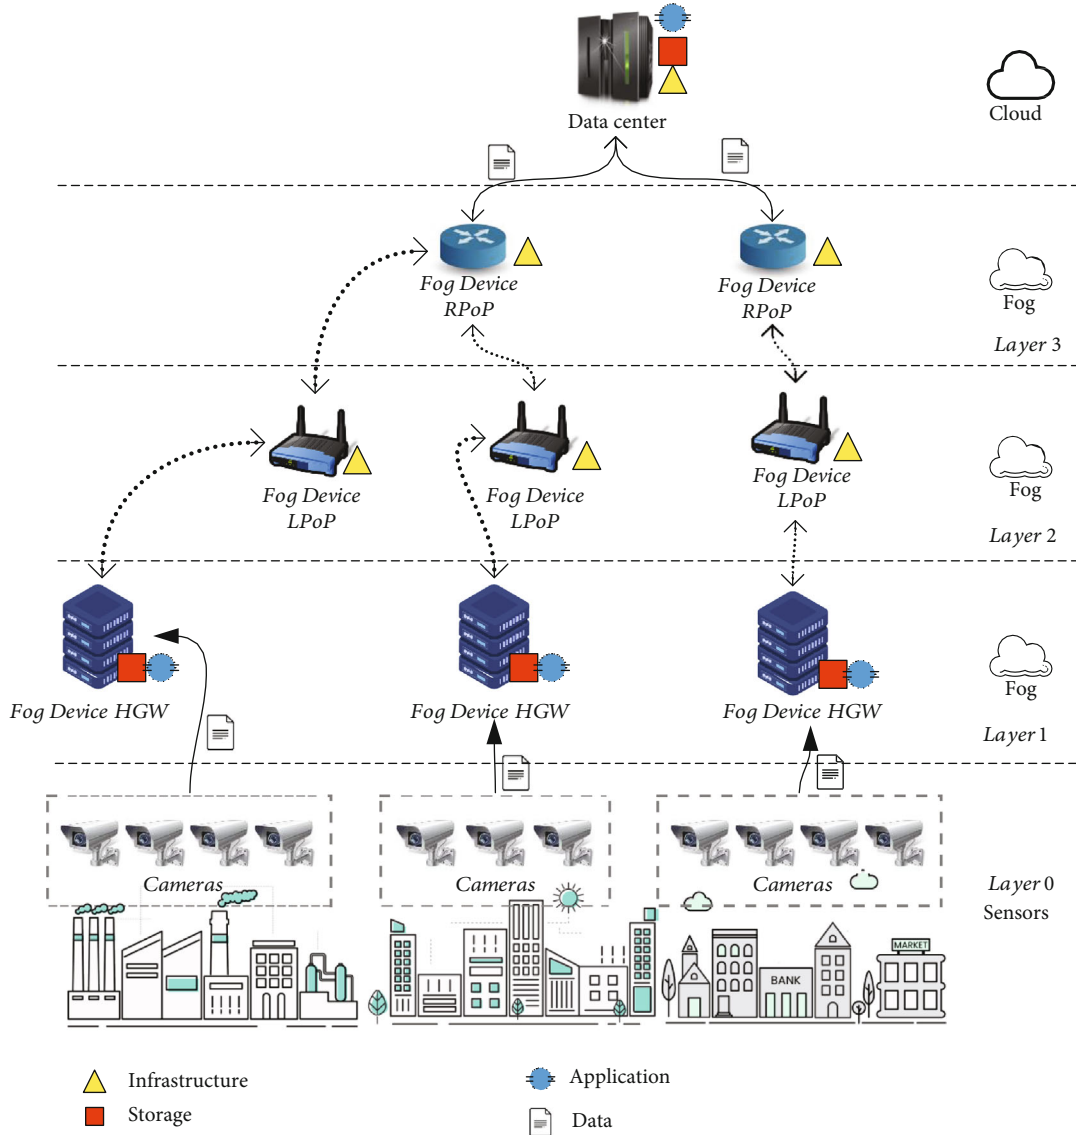 Data center
Cloud
Fog Device
RPoP
Fog Device
RPoP
Fog
Layer 3
Fog Device
LPoP
Fog Device
LPoP
Fog Device
LPoP
Fog
Layer 2
Fog Device HGW
Fog Device HGW
Fog Device HGW
Fog
Layer 1
Cameras
Cameras
Cameras
Layer 0
Sensors
MARKET
BANK
Infrastructure
Application
Storage
Data